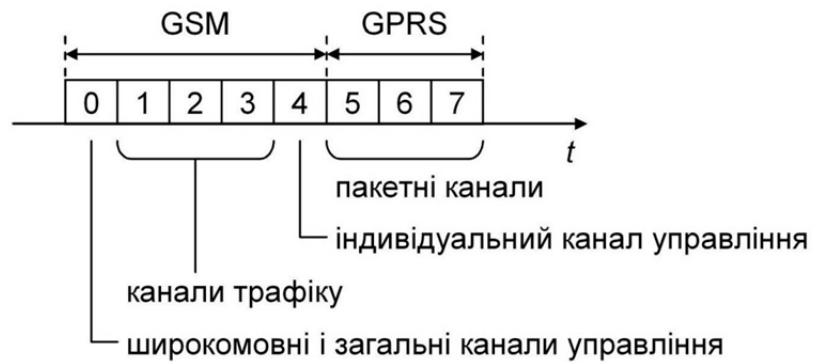 GSM GPRS
0 1 2 3 4 5 6 7
t
пакетні канали
індивідуальний канал управління
канали трафіку
широкомовні і загальні канали управління